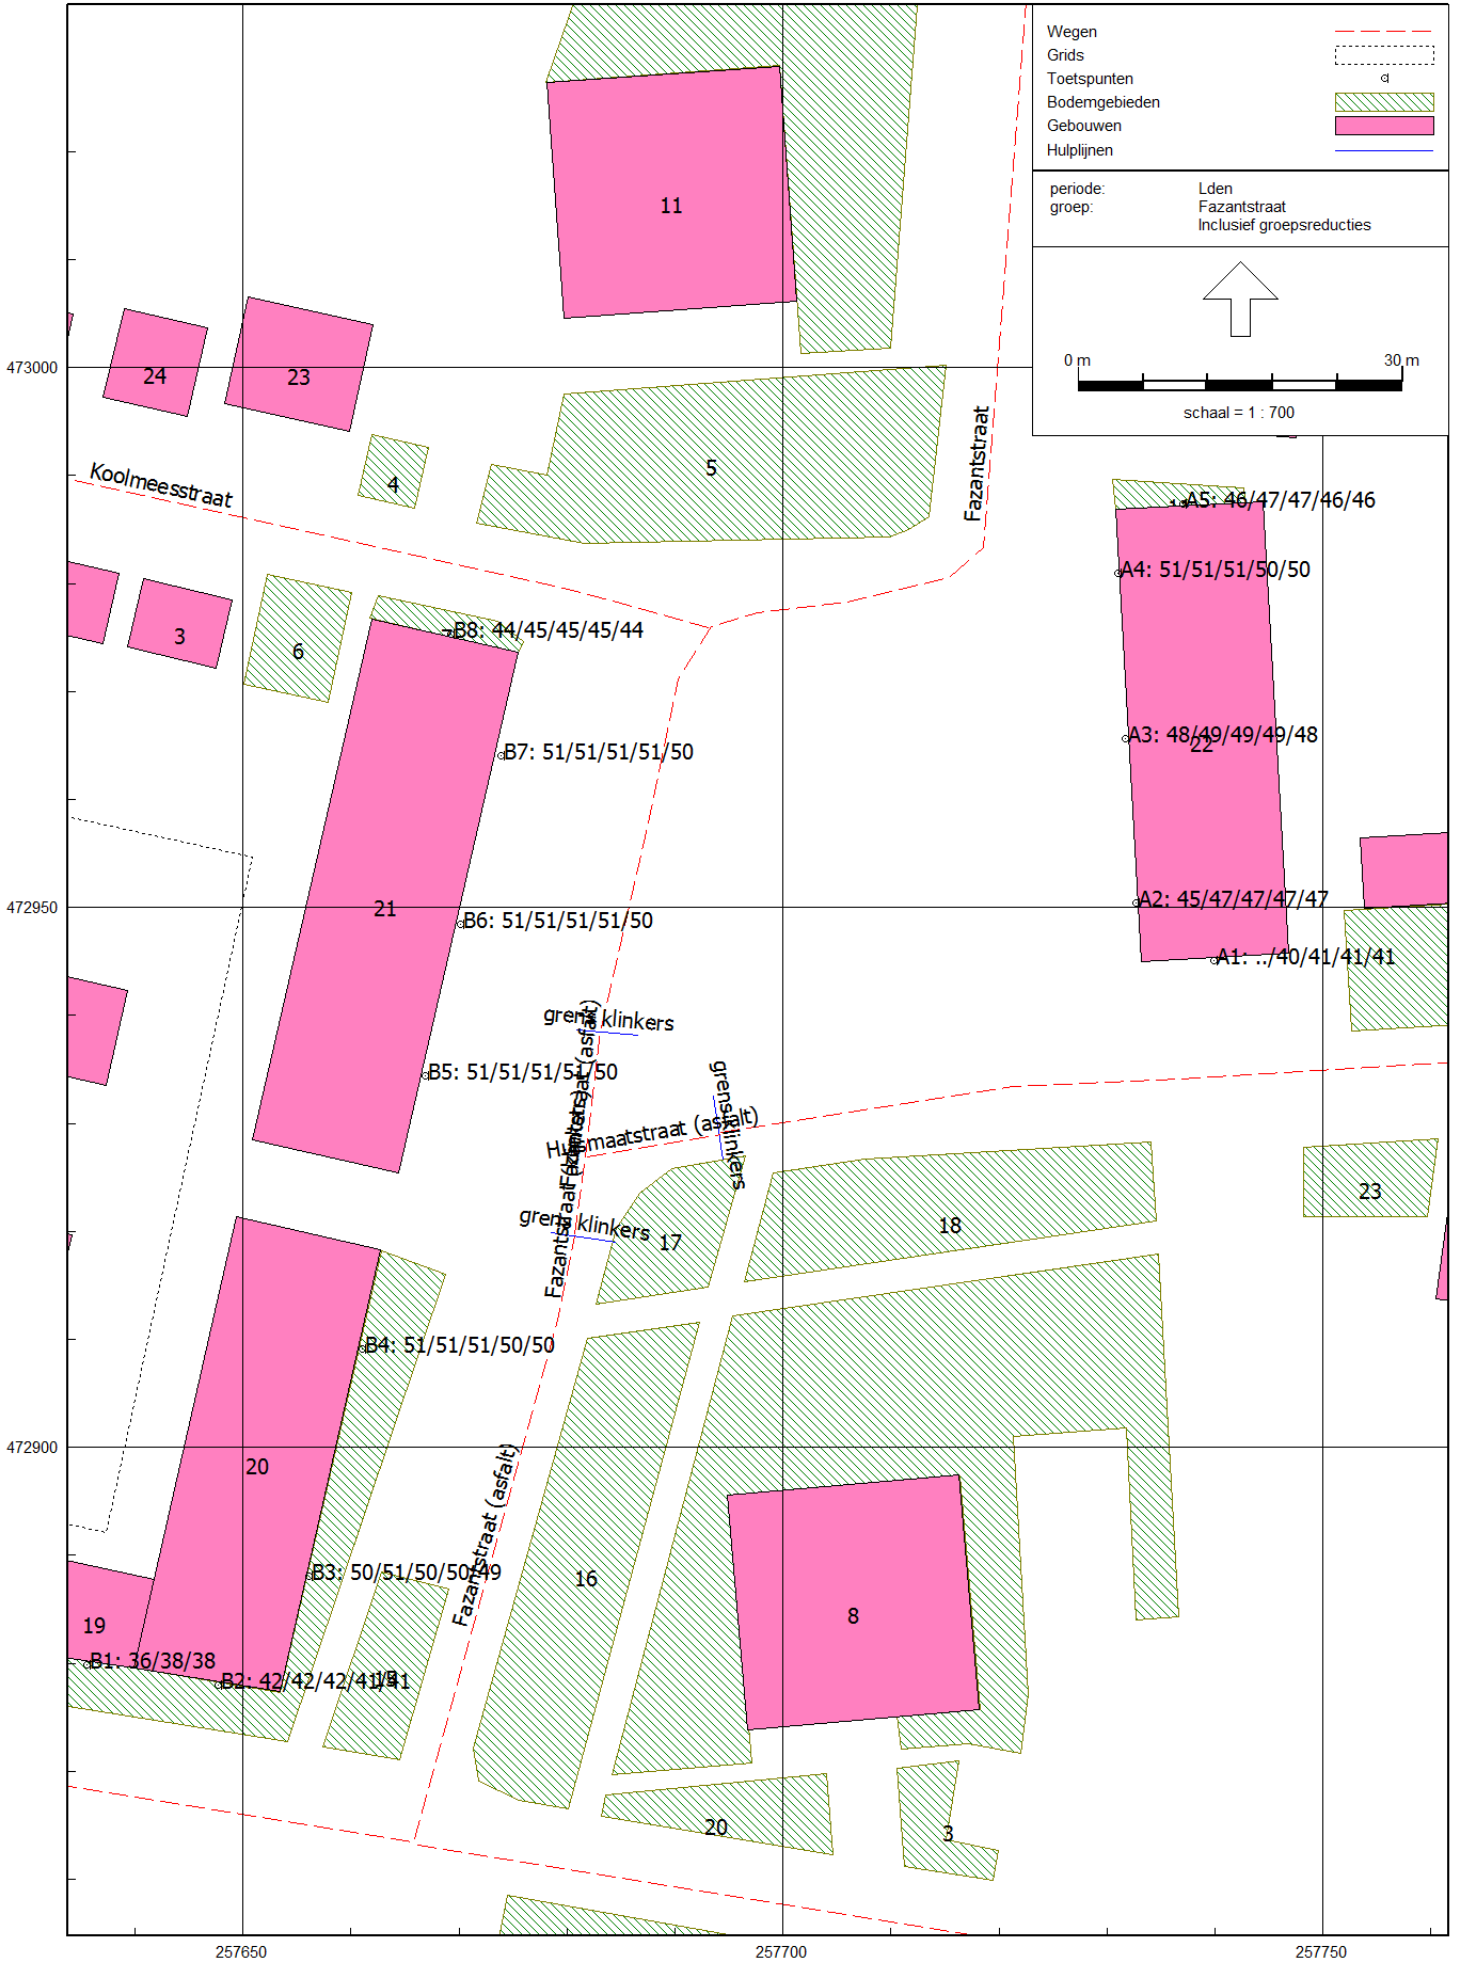 Wegen
Grids
Toetspunten
Bodemgebieden
Gebouwen
Hulplijnen
periode: Lden
groep: Fazantstraat
Inclusief groepsreducties
0 m 30 m
schaal = 1 : 700
11
24
23
473000
5
4
Koolmeesstraat
Fazantstraat
A5: 46/47/47/46/46
A4: 51/51/51/50/50
3
6
B8: 44/45/45/45/44
B7: 51/51/51/51/50
A3: 48/49/49/49/48
22
21
472950
B6: 51/51/51/51/50
A2: 45/47/47/47/47
A1: ../40/41/41/41
grens klinkers
B5: 51/51/51/51/50
grens klinkers
Huismaatstraat (asfalt)
Fazantstraat (klinkers)
23
18
grens klinkers
17
B4: 51/51/51/50/50
472900
20
Fazantstraat (asfalt)
B3: 50/51/50/50/49
16
8
19
B1: 36/38/38
B2: 42/42/42/41/41
20
3
257650
257700
257750